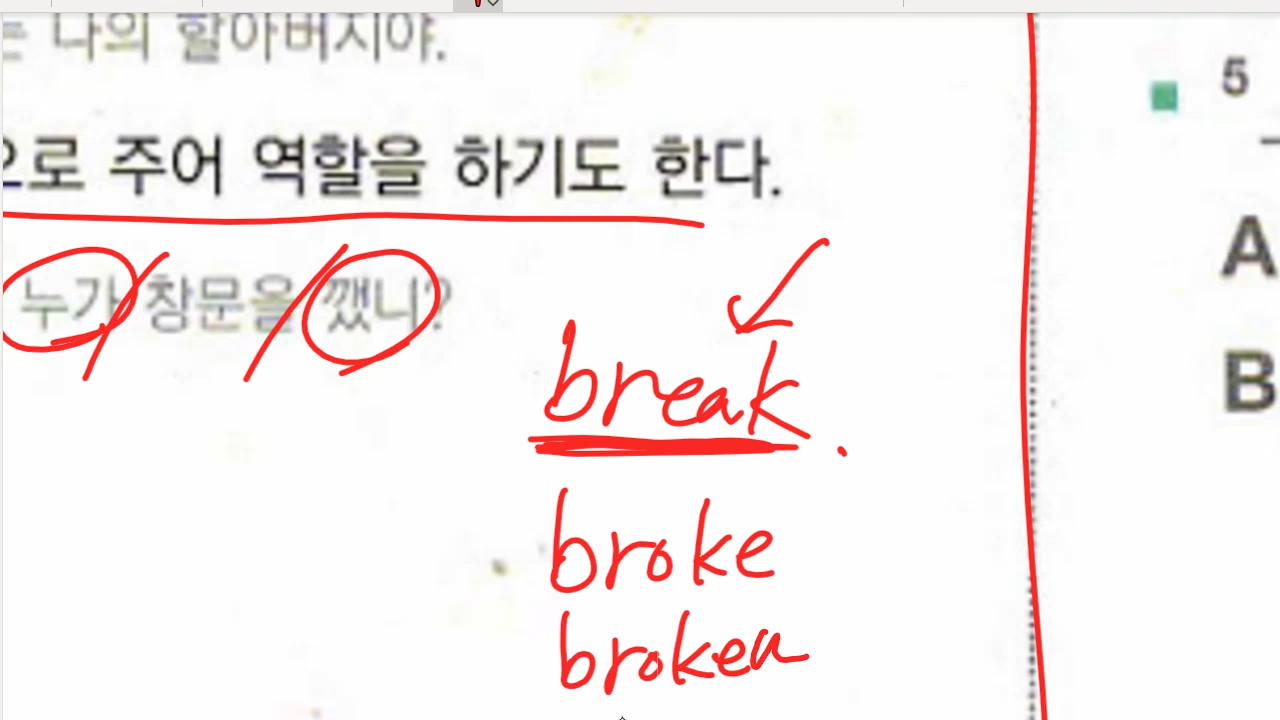 는 나의 할아버지야.
으로 주어 역할을 하기도 한다.
누가 창문을 깼니?
break.
broke
broken
5
A
B